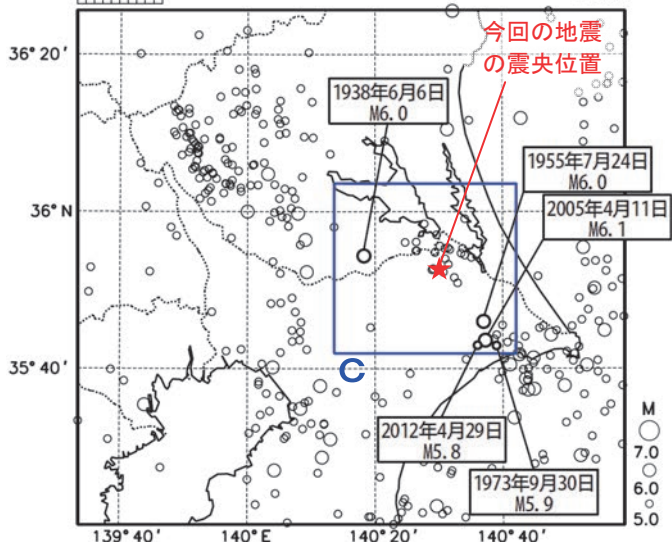 36°20'
36°N
35°40'
139°40'
140°E
140°20'
140°40'
今回の地震
の震央位置
1938年6月6日
M6.0
1955年7月24日
M6.0
2005年4月11日
M6.1
C
2012年4月29日
M5.8
1973年9月30日
M5.9
M
7.0
6.0
5.0